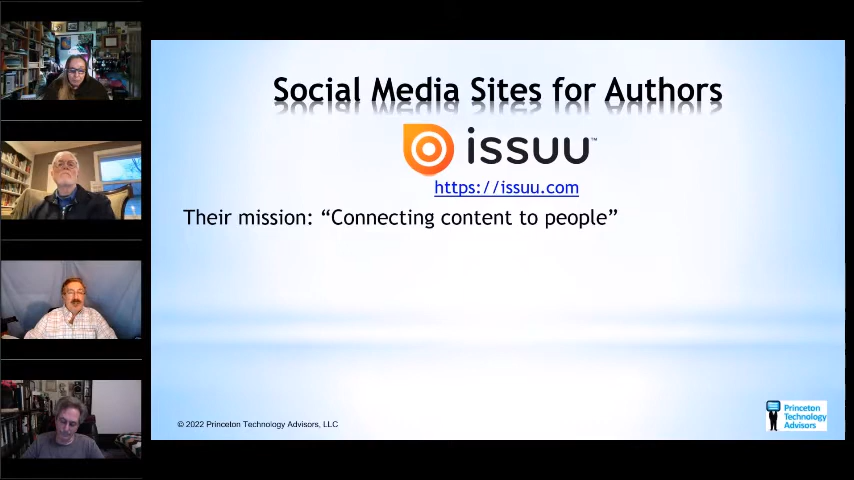 Social Media Sites for Authors
issuu™
https://issuu.com
Their mission: “Connecting content to people”
© 2022 Princeton Technology Advisors, LLC
Princeton
Technology
Advisors